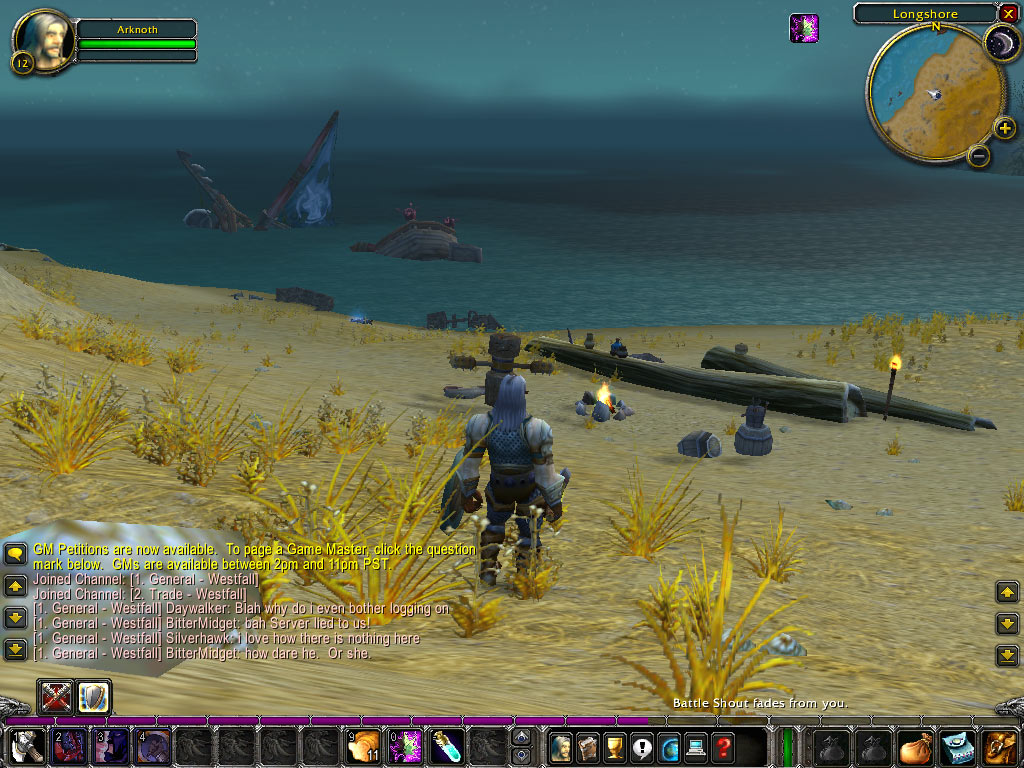 Arknoth
12
Longshore
N
GM Petitions are now available. To page a Game Master, click the question
mark below. GMs are available between 2pm and 11pm PST.
Joined Channel: [1. General - Westfall]
Joined Channel: [2. Trade - Westfall]
[1. General - Westfall] Daywalker: Blah why do i even bother logging on
[1. General - Westfall] BitterMidget: bah Server lied to us!
[1. General - Westfall] Silverhawk: I love how there is nothing here
[1. General - Westfall] BitterMidget: how dare he. Or she.
Battle Shout fades from you.
1 2 3 4 9 11 0